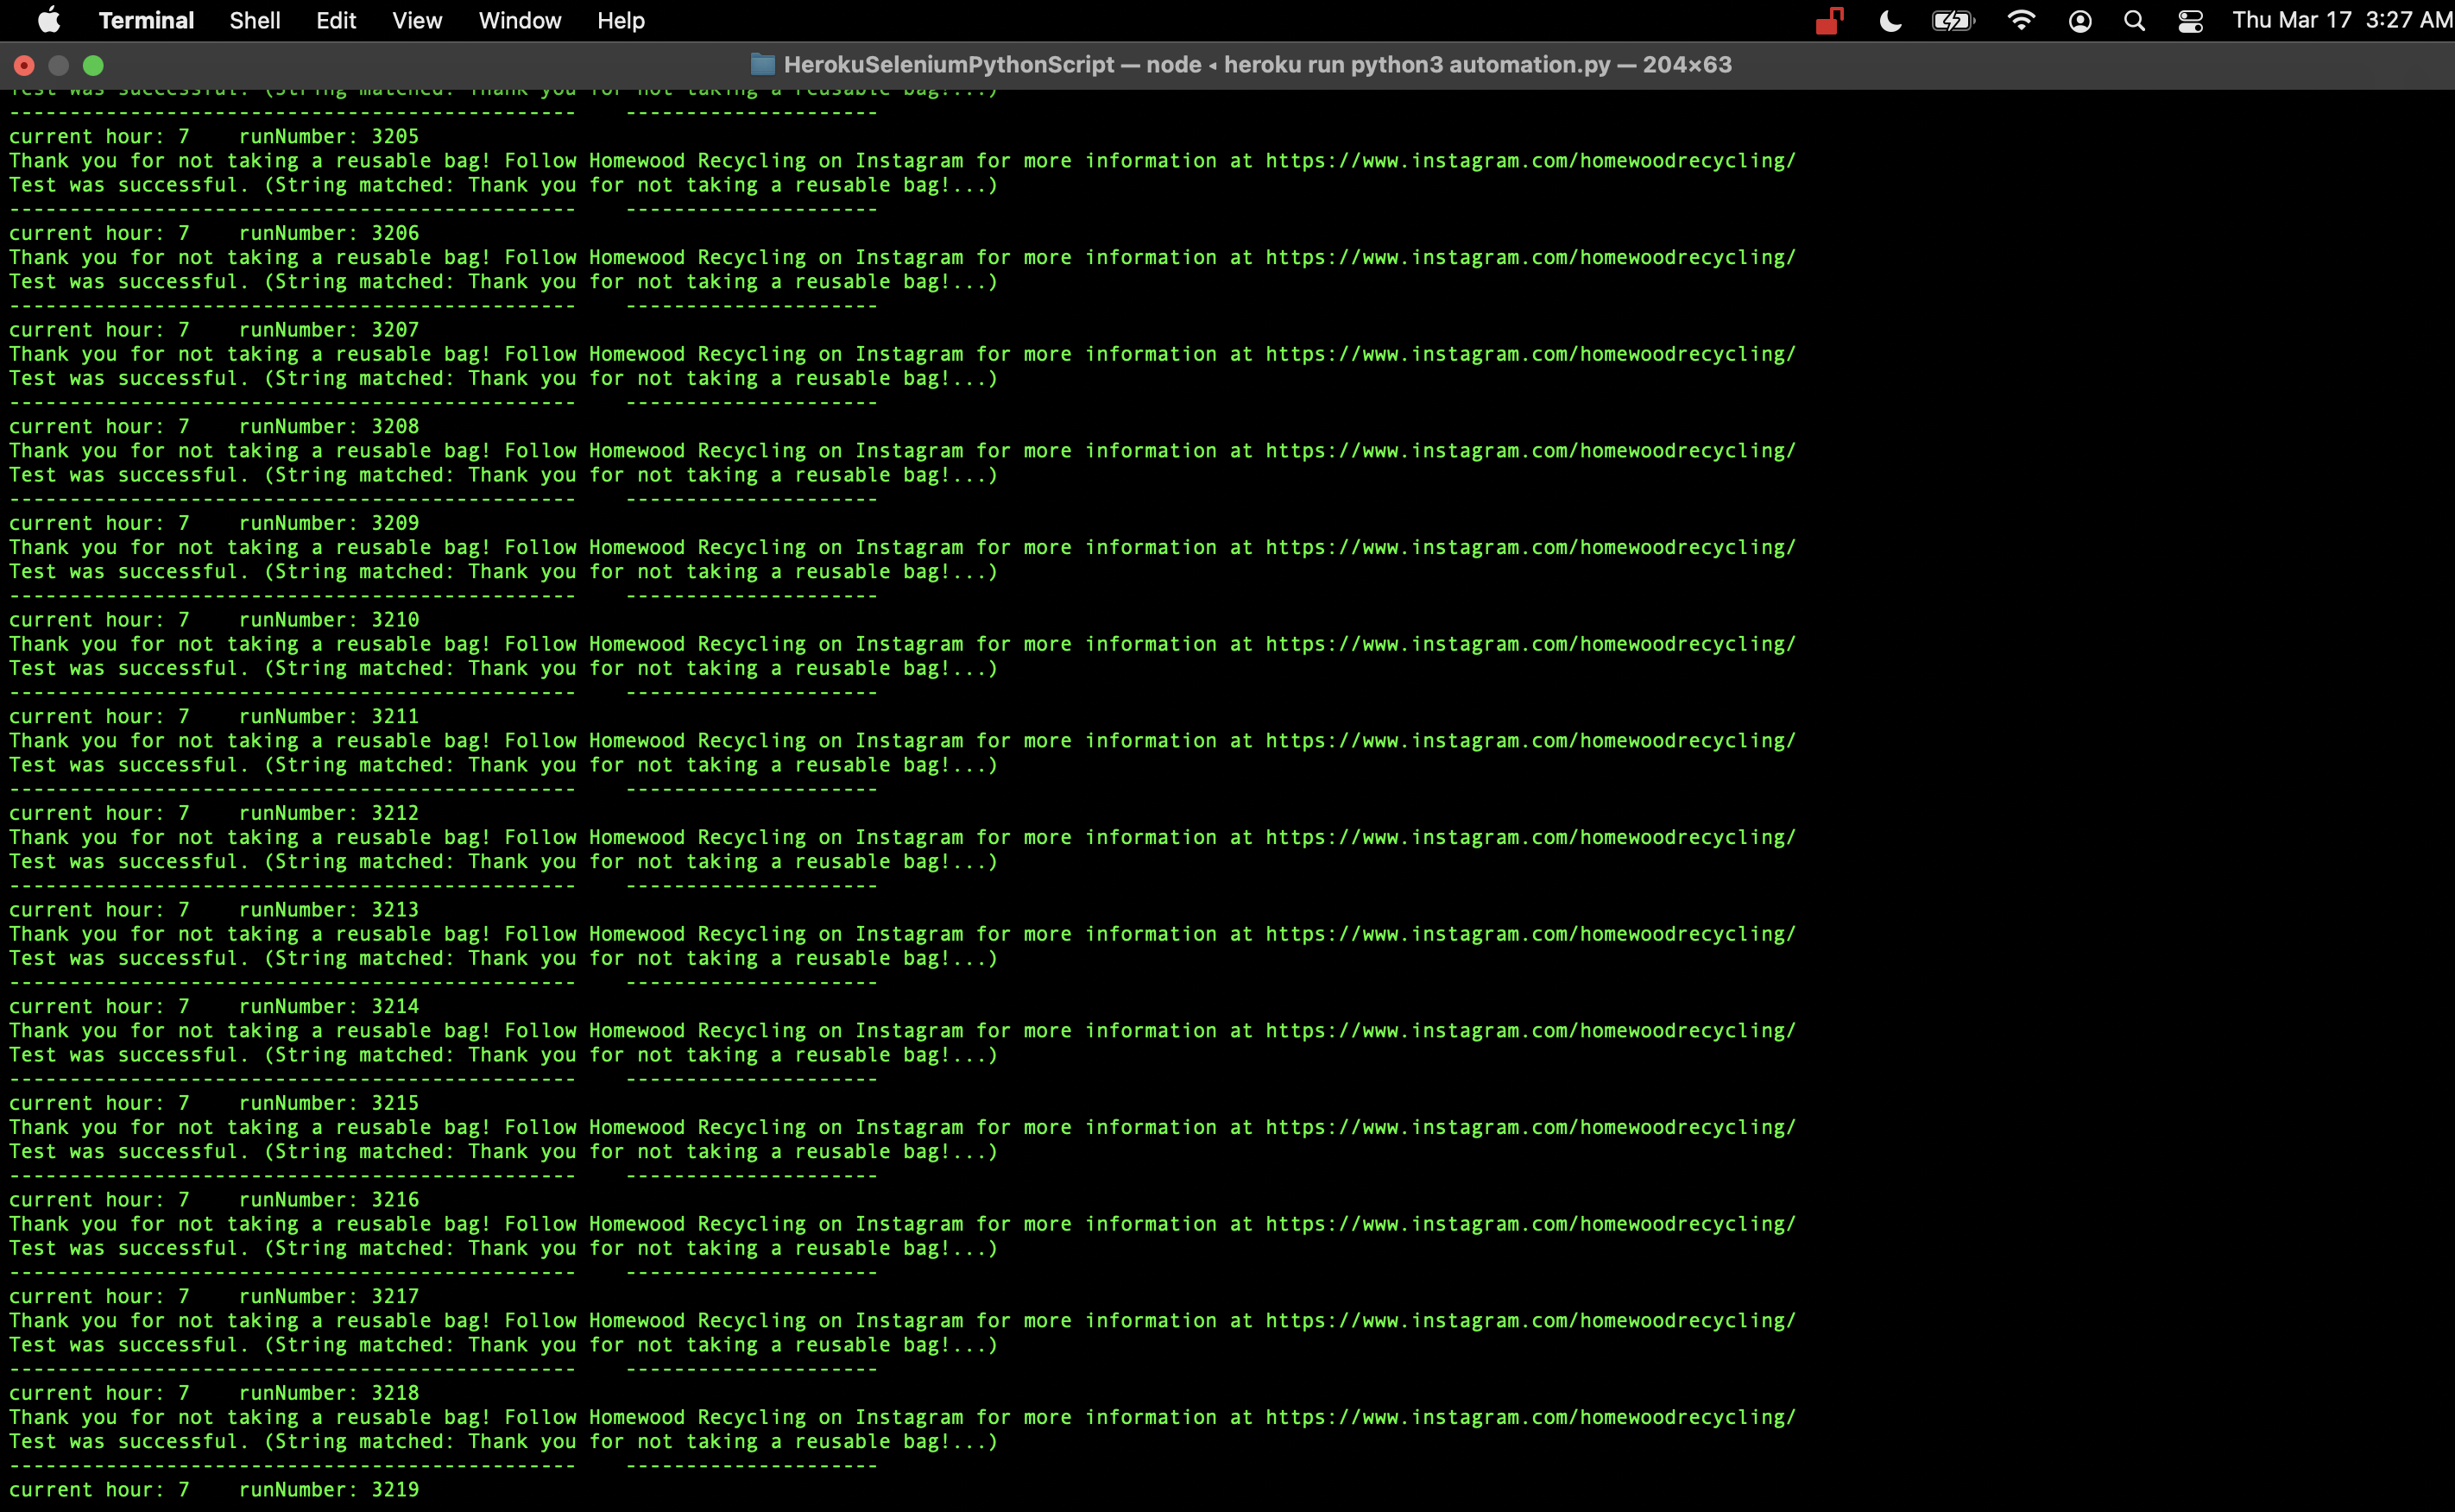 Terminal Shell Edit View Window Help Thu Mar 17 3:27 AM
HerokuSeleniumPythonScript — node ◂ heroku run python3 automation.py — 204×63
Test was successful. (String matched: Thank you for not taking a reusable bag!...)
----------------------------------------------- ---------------------
current hour: 7 runNumber: 3205
Thank you for not taking a reusable bag! Follow Homewood Recycling on Instagram for more information at https://www.instagram.com/homewoodrecycling/
Test was successful. (String matched: Thank you for not taking a reusable bag!...)
----------------------------------------------- ---------------------
current hour: 7 runNumber: 3206
Thank you for not taking a reusable bag! Follow Homewood Recycling on Instagram for more information at https://www.instagram.com/homewoodrecycling/
Test was successful. (String matched: Thank you for not taking a reusable bag!...)
----------------------------------------------- ---------------------
current hour: 7 runNumber: 3207
Thank you for not taking a reusable bag! Follow Homewood Recycling on Instagram for more information at https://www.instagram.com/homewoodrecycling/
Test was successful. (String matched: Thank you for not taking a reusable bag!...)
----------------------------------------------- ---------------------
current hour: 7 runNumber: 3208
Thank you for not taking a reusable bag! Follow Homewood Recycling on Instagram for more information at https://www.instagram.com/homewoodrecycling/
Test was successful. (String matched: Thank you for not taking a reusable bag!...)
----------------------------------------------- ---------------------
current hour: 7 runNumber: 3209
Thank you for not taking a reusable bag! Follow Homewood Recycling on Instagram for more information at https://www.instagram.com/homewoodrecycling/
Test was successful. (String matched: Thank you for not taking a reusable bag!...)
----------------------------------------------- ---------------------
current hour: 7 runNumber: 3210
Thank you for not taking a reusable bag! Follow Homewood Recycling on Instagram for more information at https://www.instagram.com/homewoodrecycling/
Test was successful. (String matched: Thank you for not taking a reusable bag!...)
----------------------------------------------- ---------------------
current hour: 7 runNumber: 3211
Thank you for not taking a reusable bag! Follow Homewood Recycling on Instagram for more information at https://www.instagram.com/homewoodrecycling/
Test was successful. (String matched: Thank you for not taking a reusable bag!...)
----------------------------------------------- ---------------------
current hour: 7 runNumber: 3212
Thank you for not taking a reusable bag! Follow Homewood Recycling on Instagram for more information at https://www.instagram.com/homewoodrecycling/
Test was successful. (String matched: Thank you for not taking a reusable bag!...)
----------------------------------------------- ---------------------
current hour: 7 runNumber: 3213
Thank you for not taking a reusable bag! Follow Homewood Recycling on Instagram for more information at https://www.instagram.com/homewoodrecycling/
Test was successful. (String matched: Thank you for not taking a reusable bag!...)
----------------------------------------------- ---------------------
current hour: 7 runNumber: 3214
Thank you for not taking a reusable bag! Follow Homewood Recycling on Instagram for more information at https://www.instagram.com/homewoodrecycling/
Test was successful. (String matched: Thank you for not taking a reusable bag!...)
----------------------------------------------- ---------------------
current hour: 7 runNumber: 3215
Thank you for not taking a reusable bag! Follow Homewood Recycling on Instagram for more information at https://www.instagram.com/homewoodrecycling/
Test was successful. (String matched: Thank you for not taking a reusable bag!...)
----------------------------------------------- ---------------------
current hour: 7 runNumber: 3216
Thank you for not taking a reusable bag! Follow Homewood Recycling on Instagram for more information at https://www.instagram.com/homewoodrecycling/
Test was successful. (String matched: Thank you for not taking a reusable bag!...)
----------------------------------------------- ---------------------
current hour: 7 runNumber: 3217
Thank you for not taking a reusable bag! Follow Homewood Recycling on Instagram for more information at https://www.instagram.com/homewoodrecycling/
Test was successful. (String matched: Thank you for not taking a reusable bag!...)
----------------------------------------------- ---------------------
current hour: 7 runNumber: 3218
Thank you for not taking a reusable bag! Follow Homewood Recycling on Instagram for more information at https://www.instagram.com/homewoodrecycling/
Test was successful. (String matched: Thank you for not taking a reusable bag!...)
----------------------------------------------- ---------------------
current hour: 7 runNumber: 3219